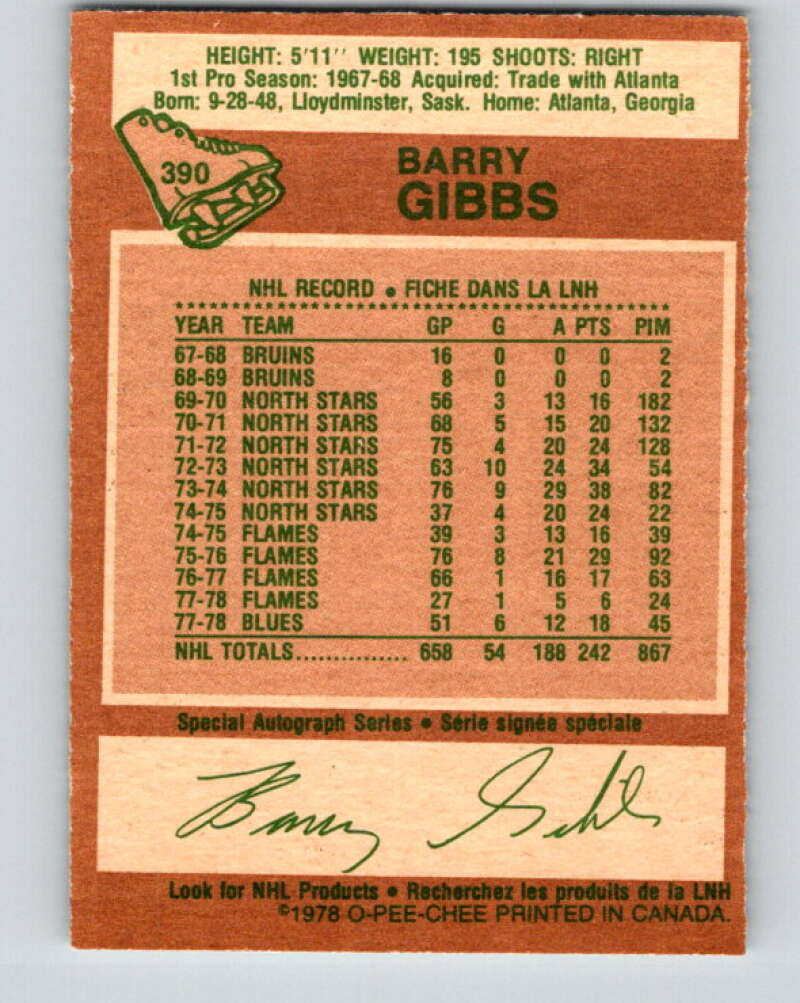 HEIGHT: 5'11'' WEIGHT: 195 SHOOTS: RIGHT
1st Pro Season: 1967-68 Acquired: Trade with Atlanta
Born: 9-28-48, Lloydminster, Sask. Home: Atlanta, Georgia
390
BARRY
GIBBS
NHL RECORD • FICHE DANS LA LNH
YEAR TEAM GP G A PTS PIM
67-68 BRUINS 16 0 0 0 2
68-69 BRUINS 8 0 0 0 2
69-70 NORTH STARS 56 3 13 16 182
70-71 NORTH STARS 68 5 15 20 132
71-72 NORTH STARS 75 4 20 24 128
72-73 NORTH STARS 63 10 24 34 54
73-74 NORTH STARS 76 9 29 38 82
74-75 NORTH STARS 37 4 20 24 22
74-75 FLAMES 39 3 13 16 39
75-76 FLAMES 76 8 21 29 92
76-77 FLAMES 66 1 16 17 63
77-78 FLAMES 27 1 5 6 24
77-78 BLUES 51 6 12 18 45
NHL TOTALS............... 658 54 188 242 867
Special Autograph Series • Série signée spéciale
Barry Gibbs
Look for NHL Products • Recherchez les produits de la LNH
©1978 O-PEE-CHEE PRINTED IN CANADA.